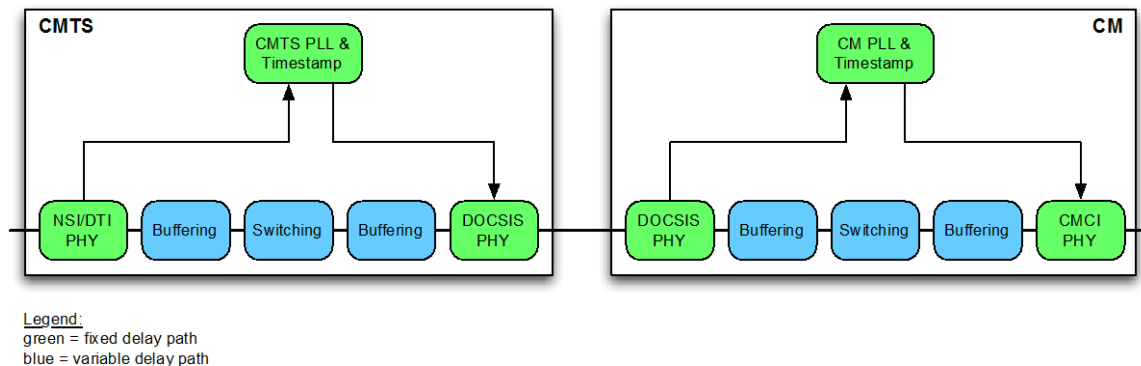 CMTS
CM
CMTS PLL &
Timestamp
CM PLL &
Timestamp
NSI/DTI
PHY
Buffering
Switching
Buffering
DOCSIS
PHY
DOCSIS
PHY
Buffering
Switching
Buffering
CMCI
PHY
Legend:
green = fixed delay path
blue = variable delay path